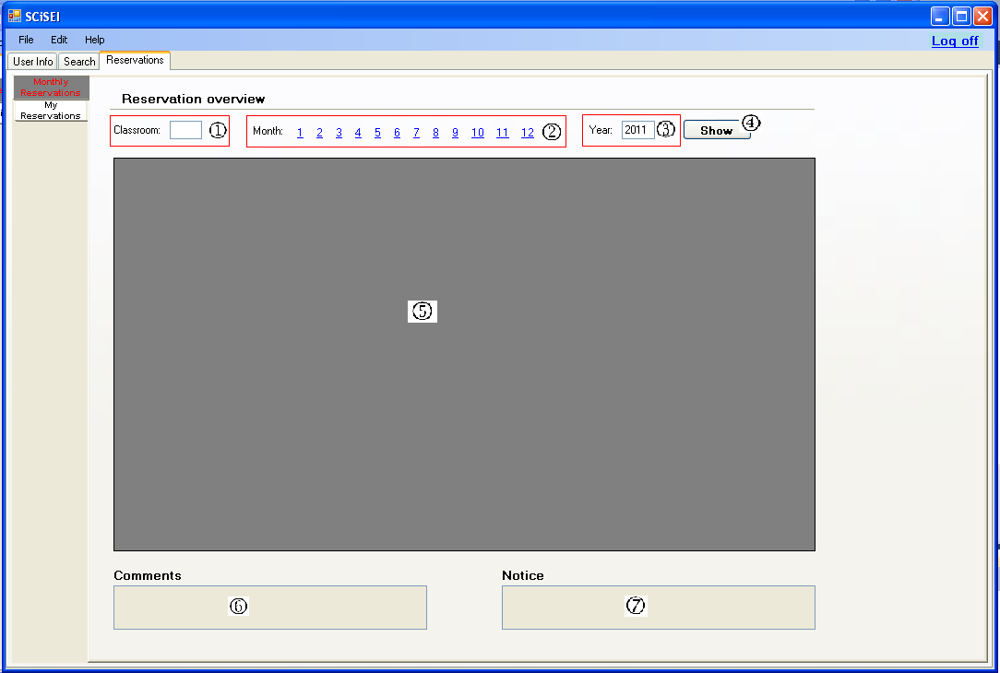 SCiSEI
File Edit Help Log off
User Info Search Reservations
Monthly
Reservations
My
Reservations
Reservation overview
Classroom: ① Month: 1 2 3 4 5 6 7 8 9 10 11 12 ② Year: 2011 ③ Show ④
⑤
Comments Notice
⑥ ⑦